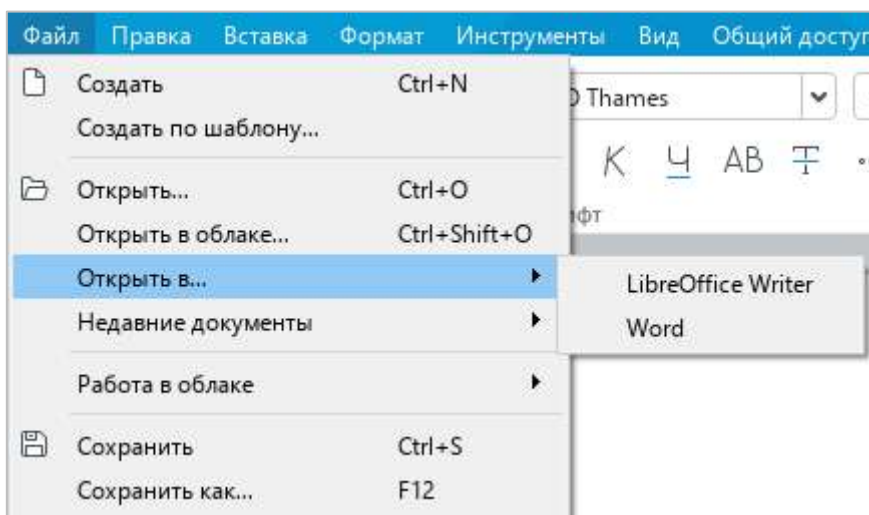 Файл Правка Вставка Формат Инструменты Вид Общий доступ
Создать Ctrl+N
Thames
Создать по шаблону...
К Ч АВ Т
Открыть... Ctrl+O
Открыть в облаке... Ctrl+Shift+O
Открыть в...
LibreOffice Writer
Недавние документы
Word
Работа в облаке
Сохранить Ctrl+S
Сохранить как... F12